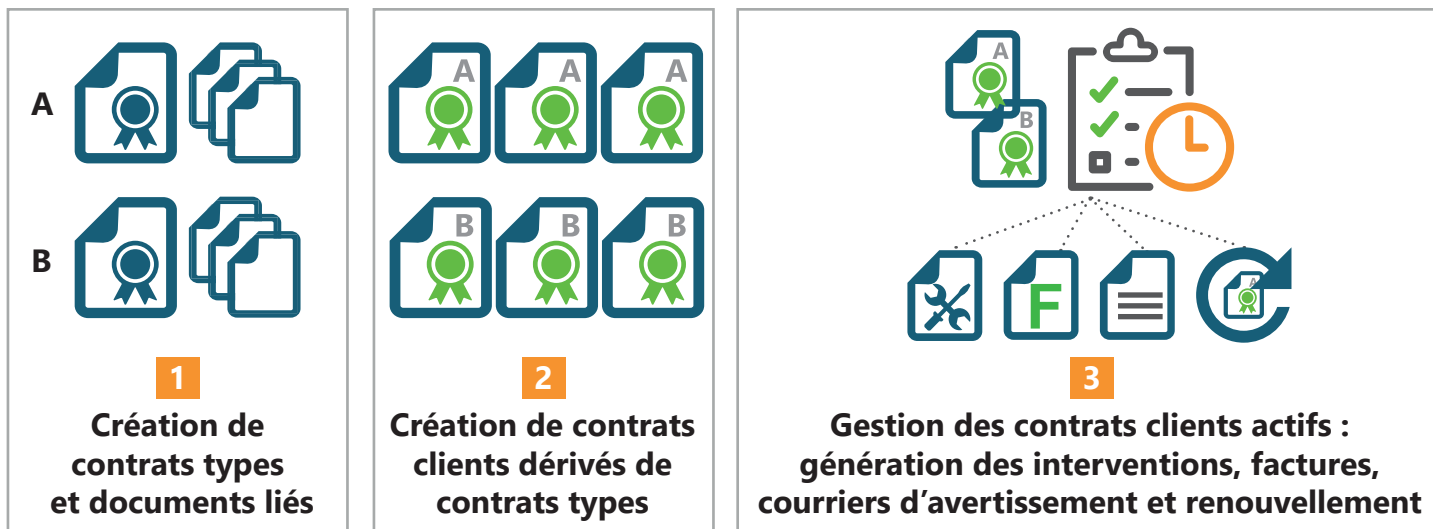 A
B
1
Création de
contrats types
et documents liés
A A A
B B B
2
Création de contrats
clients dérivés de
contrats types
A
B
F
A
3
Gestion des contrats clients actifs :
génération des interventions, factures,
courriers d’avertissement et renouvellement